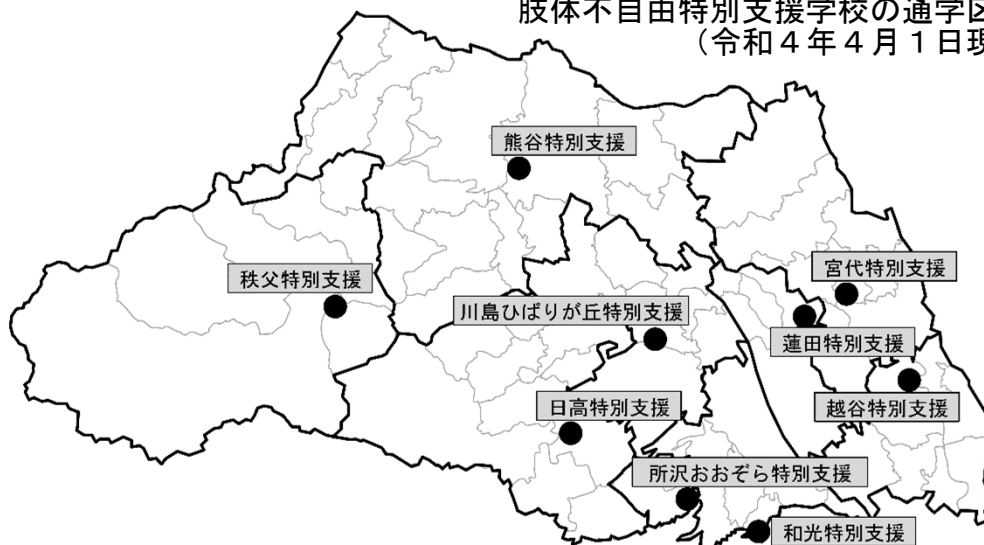 肢体不自由特別支援学校の通学区
（令和４年４月１日現
熊谷特別支援
秩父特別支援
宮代特別支援
川島ひばりが丘特別支援
蓮田特別支援
日高特別支援
越谷特別支援
所沢おおぞら特別支援
和光特別支援